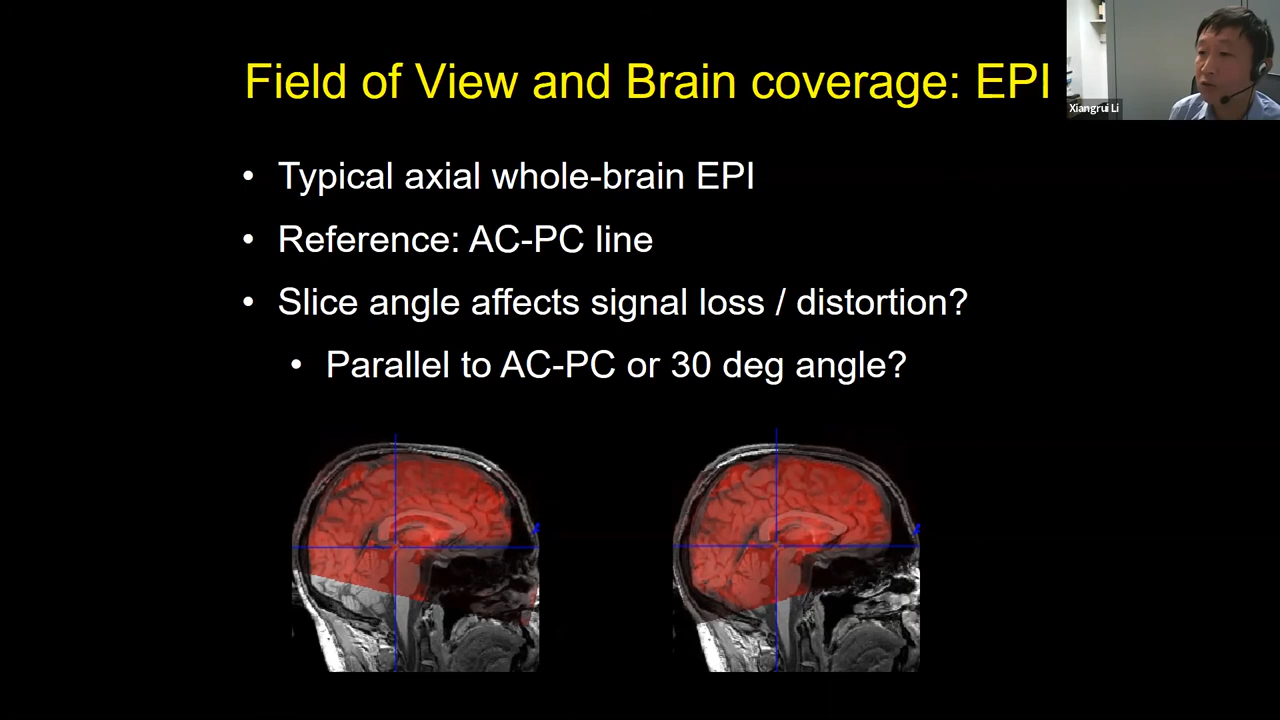 Field of View and Brain coverage: EPI
Xiangrui Li
• Typical axial whole-brain EPI
• Reference: AC-PC line
• Slice angle affects signal loss / distortion?
• Parallel to AC-PC or 30 deg angle?